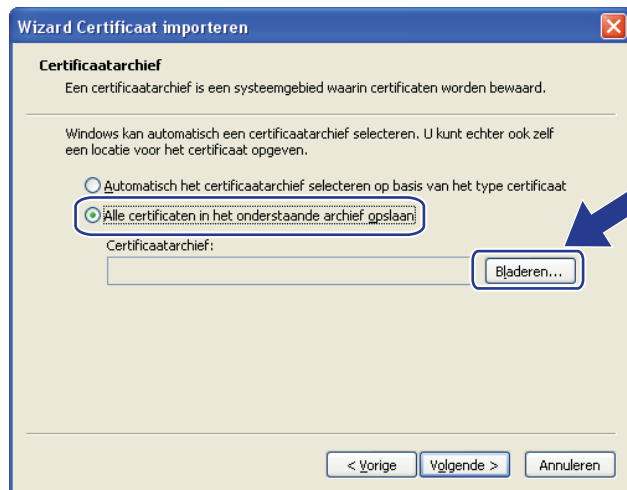 Wizard Certificaat importeren
Certificaatarchief
Een certificaatarchief is een systeemgebied waarin certificaten worden bewaard.
Windows kan automatisch een certificaatarchief selecteren. U kunt echter ook zelf
een locatie voor het certificaat opgeven.
Automatisch het certificaatarchief selecteren op basis van het type certificaat
Alle certificaten in het onderstaande archief opslaan
Certificaatarchief:
Bladeren...
< Vorige
Volgende >
Annuleren